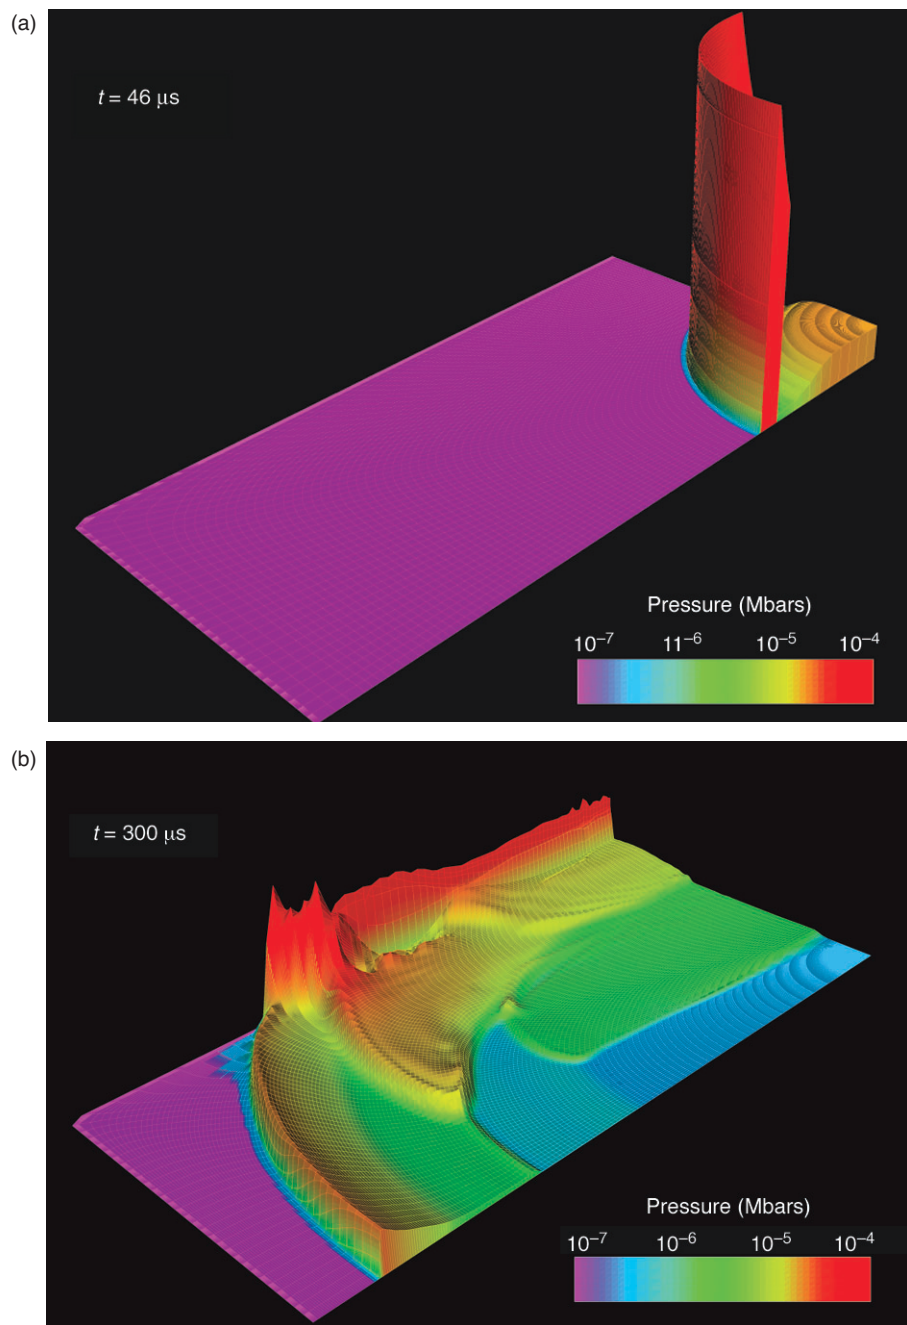 (a)
t = 46 μs
Pressure (Mbars)
10–7 11–6 10–5 10–4
(b)
t = 300 μs
Pressure (Mbars)
10–7 10–6 10–5 10–4